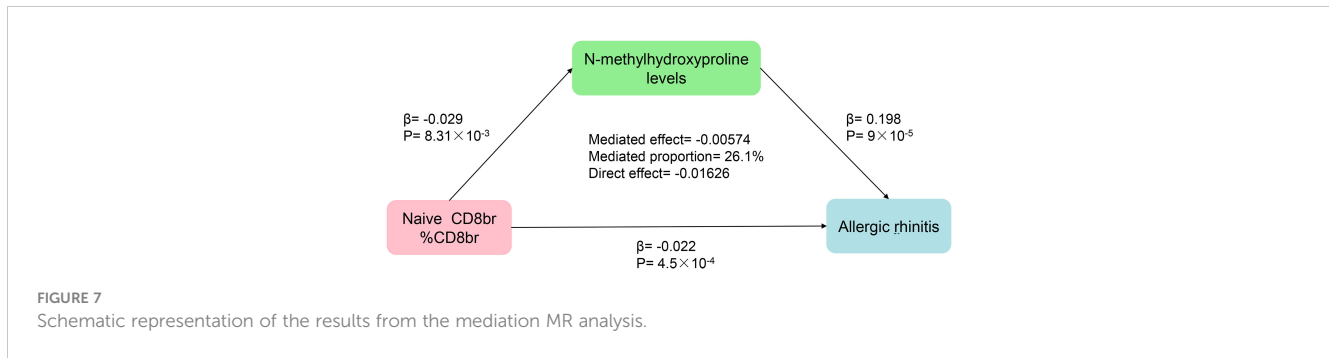 N-methylhydroxyproline
levels
β= -0.029
P= 8.31×10⁻³
β= 0.198
P= 9×10⁻⁵
Mediated effect= -0.00574
Mediated proportion= 26.1%
Direct effect= -0.01626
Naive CD8br
%CD8br
Allergic rhinitis
β= -0.022
P= 4.5×10⁻⁴
FIGURE 7
Schematic representation of the results from the mediation MR analysis.